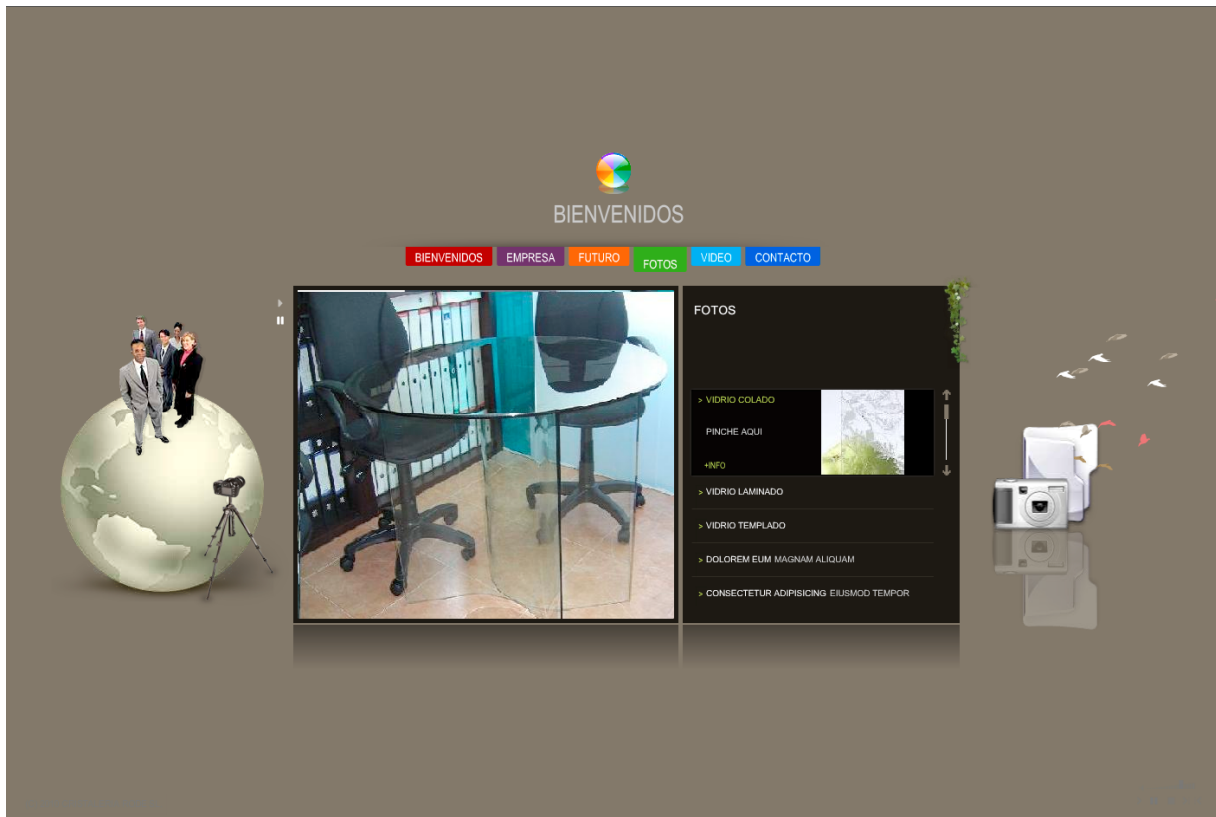 BIENVENIDOS
BIENVENIDOS EMPRESA FUTURO FOTOS VIDEO CONTACTO
FOTOS
> VIDRIO COLADO
PINCHE AQUI
+INFO
> VIDRIO LAMINADO
> VIDRIO TEMPLADO
> DOLOREM EUM MAGNAM ALIQUAM
> CONSECTETUR ADIPISICING EIUSMOD TEMPOR